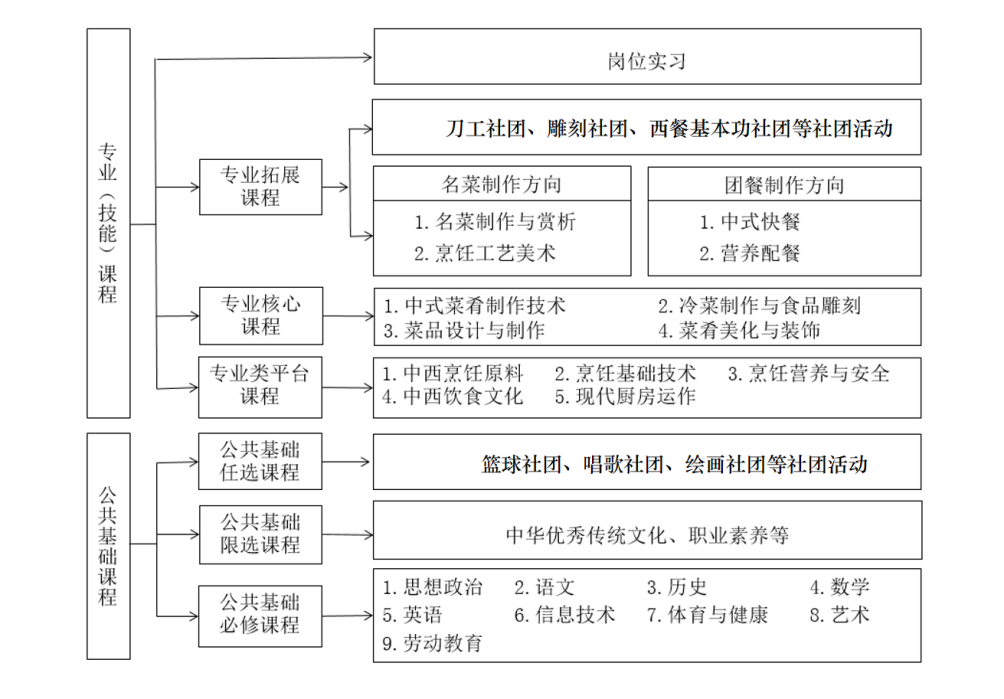 专业（技能）课程
岗位实习
专业拓展
课程
刀工社团、雕刻社团、西餐基本功社团等社团活动
名菜制作方向
1.名菜制作与赏析
2.烹饪工艺美术
团餐制作方向
1.中式快餐
2.营养配餐
专业核心
课程
1.中式菜肴制作技术 2.冷菜制作与食品雕刻
3.菜品设计与制作 4.菜肴美化与装饰
专业类平台
课程
1.中西烹饪原料 2.烹饪基础技术 3.烹饪营养与安全
4.中西饮食文化 5.现代厨房运作
公共基础课程
公共基础
任选课程
篮球社团、唱歌社团、绘画社团等社团活动
公共基础
限选课程
中华优秀传统文化、职业素养等
公共基础
必修课程
1.思想政治 2.语文 3.历史 4.数学
5.英语 6.信息技术 7.体育与健康 8.艺术
9.劳动教育